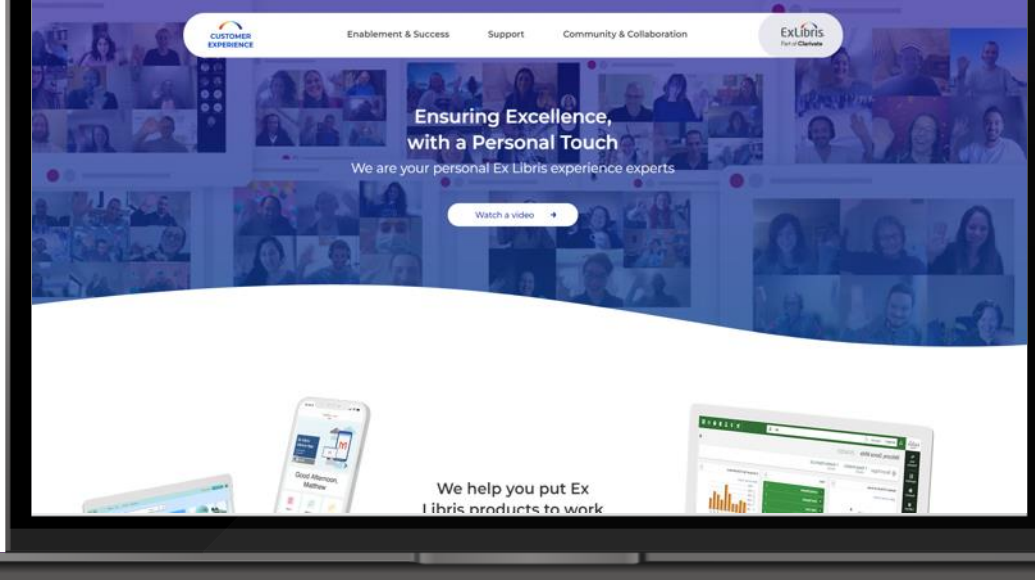 CUSTOMER
EXPERIENCE
Enablement & Success
Support
Community & Collaboration
ExLibris
Part of Clarivate
Ensuring Excellence,
with a Personal Touch
We are your personal Ex Libris experience experts
Watch a video
Good Afternoon,
Matthew
We help you put Ex
Libris products to work